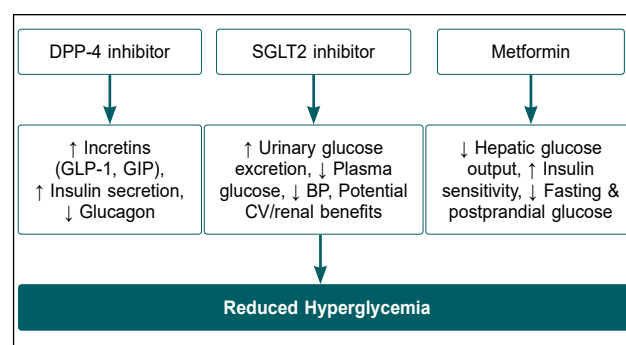 DPP-4 inhibitor
SGLT2 inhibitor
Metformin
↑ Incretins
(GLP-1, GIP),
↑ Insulin secretion,
↓ Glucagon
↑ Urinary glucose
excretion, ↓ Plasma
glucose, ↓ BP, Potential
CV/renal benefits
↓ Hepatic glucose
output, ↑ Insulin
sensitivity, ↓ Fasting &
postprandial glucose
Reduced Hyperglycemia